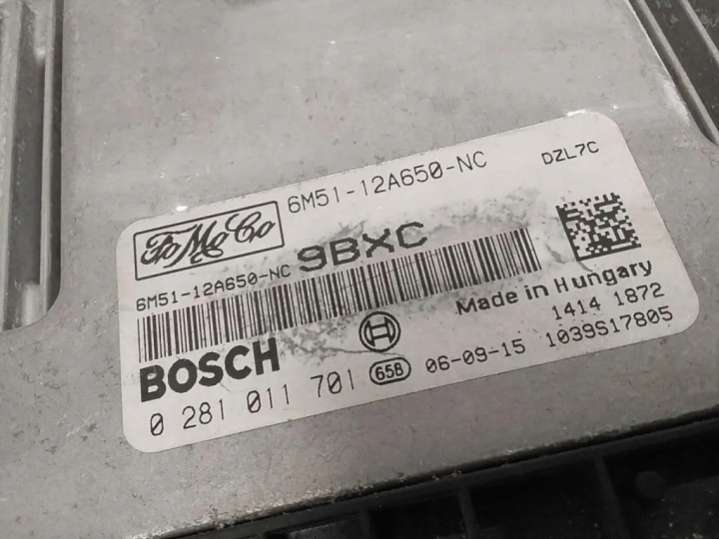 6M51-12A650-NC DZL7C
FoMoCo
6M51-12A650-NC 9BXC
Made in Hungary
1414 1872
BOSCH
0 281 011 701 658 06-09-15 1039S17805